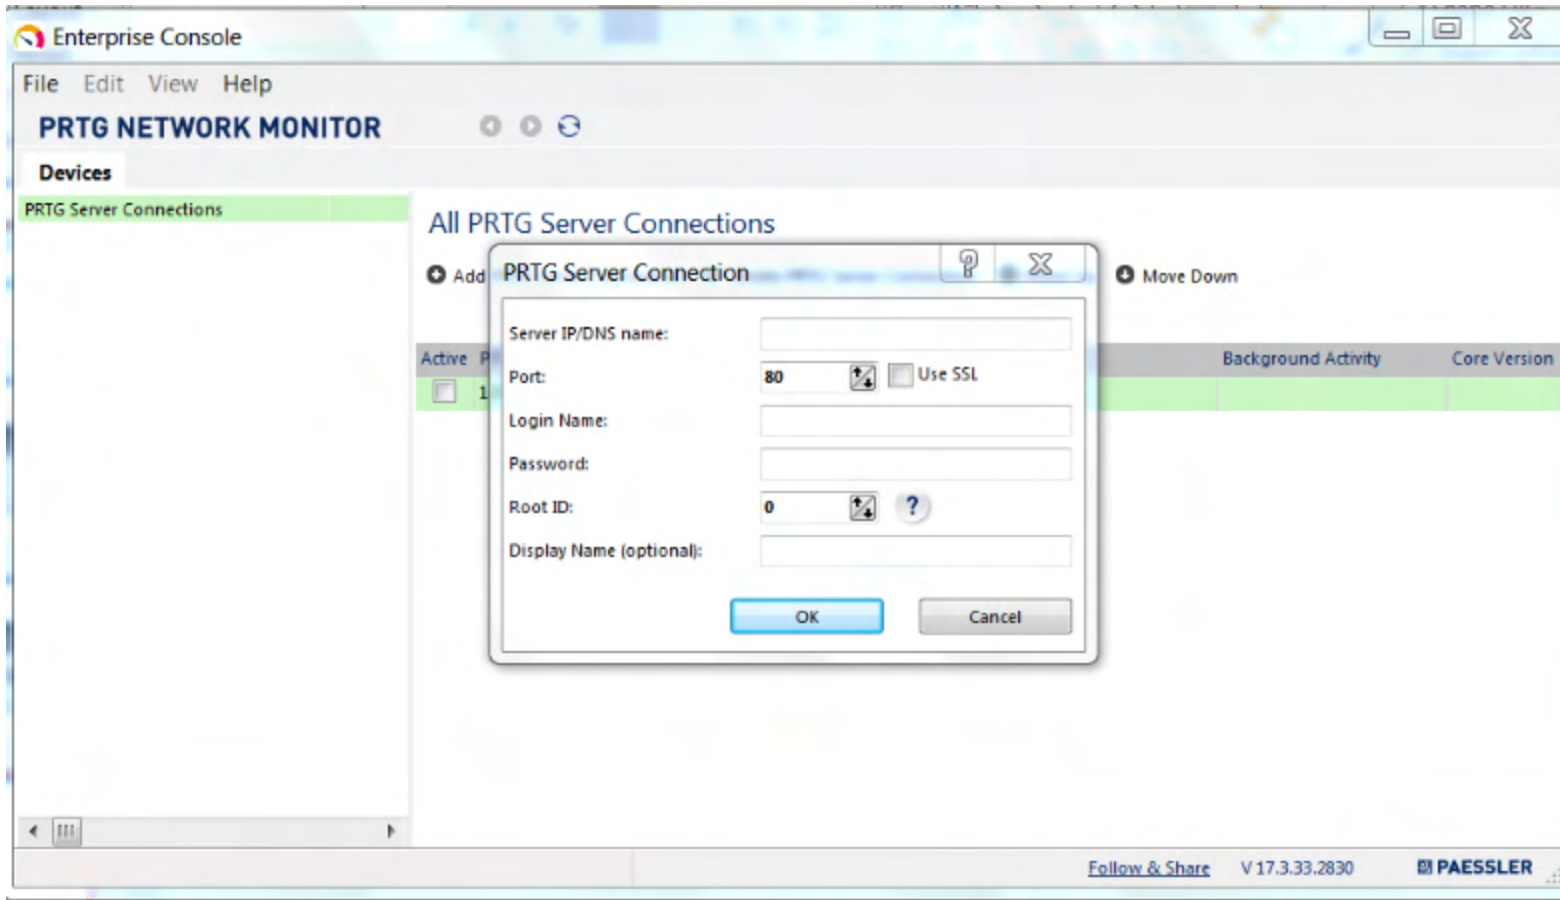 Enterprise Console
File Edit View Help
PRTG NETWORK MONITOR
Devices
PRTG Server Connections
All PRTG Server Connections
Add
Move Down
PRTG Server Connection
Server IP/DNS name:
Port: 80 Use SSL
Login Name:
Password:
Root ID: 0 ?
Display Name (optional):
OK Cancel
Active P Background Activity Core Version
1
Follow & Share V 17.3.33.2830 PAESSLER